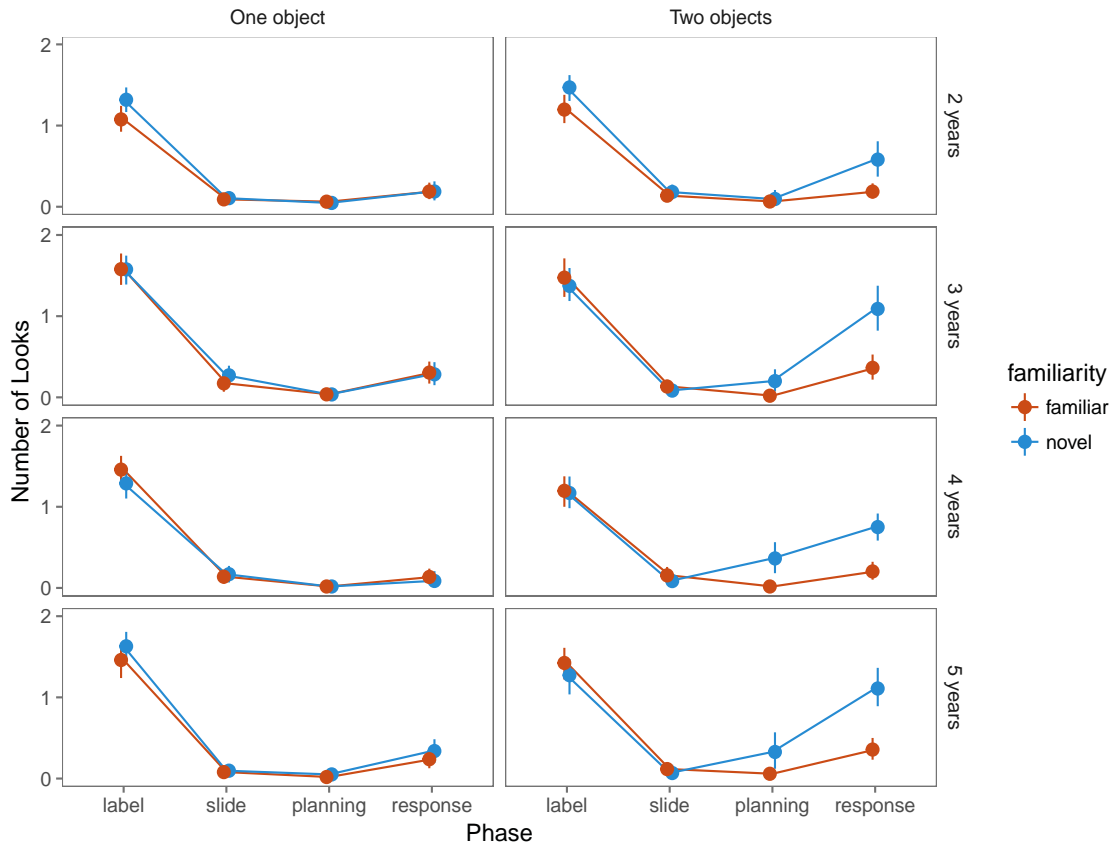 One object
Two objects
2
1
0
2 years
2
1
0
3 years
Number of Looks
familiarity
familiar
novel
2
1
0
4 years
2
1
0
5 years
label slide planning response
label slide planning response
Phase